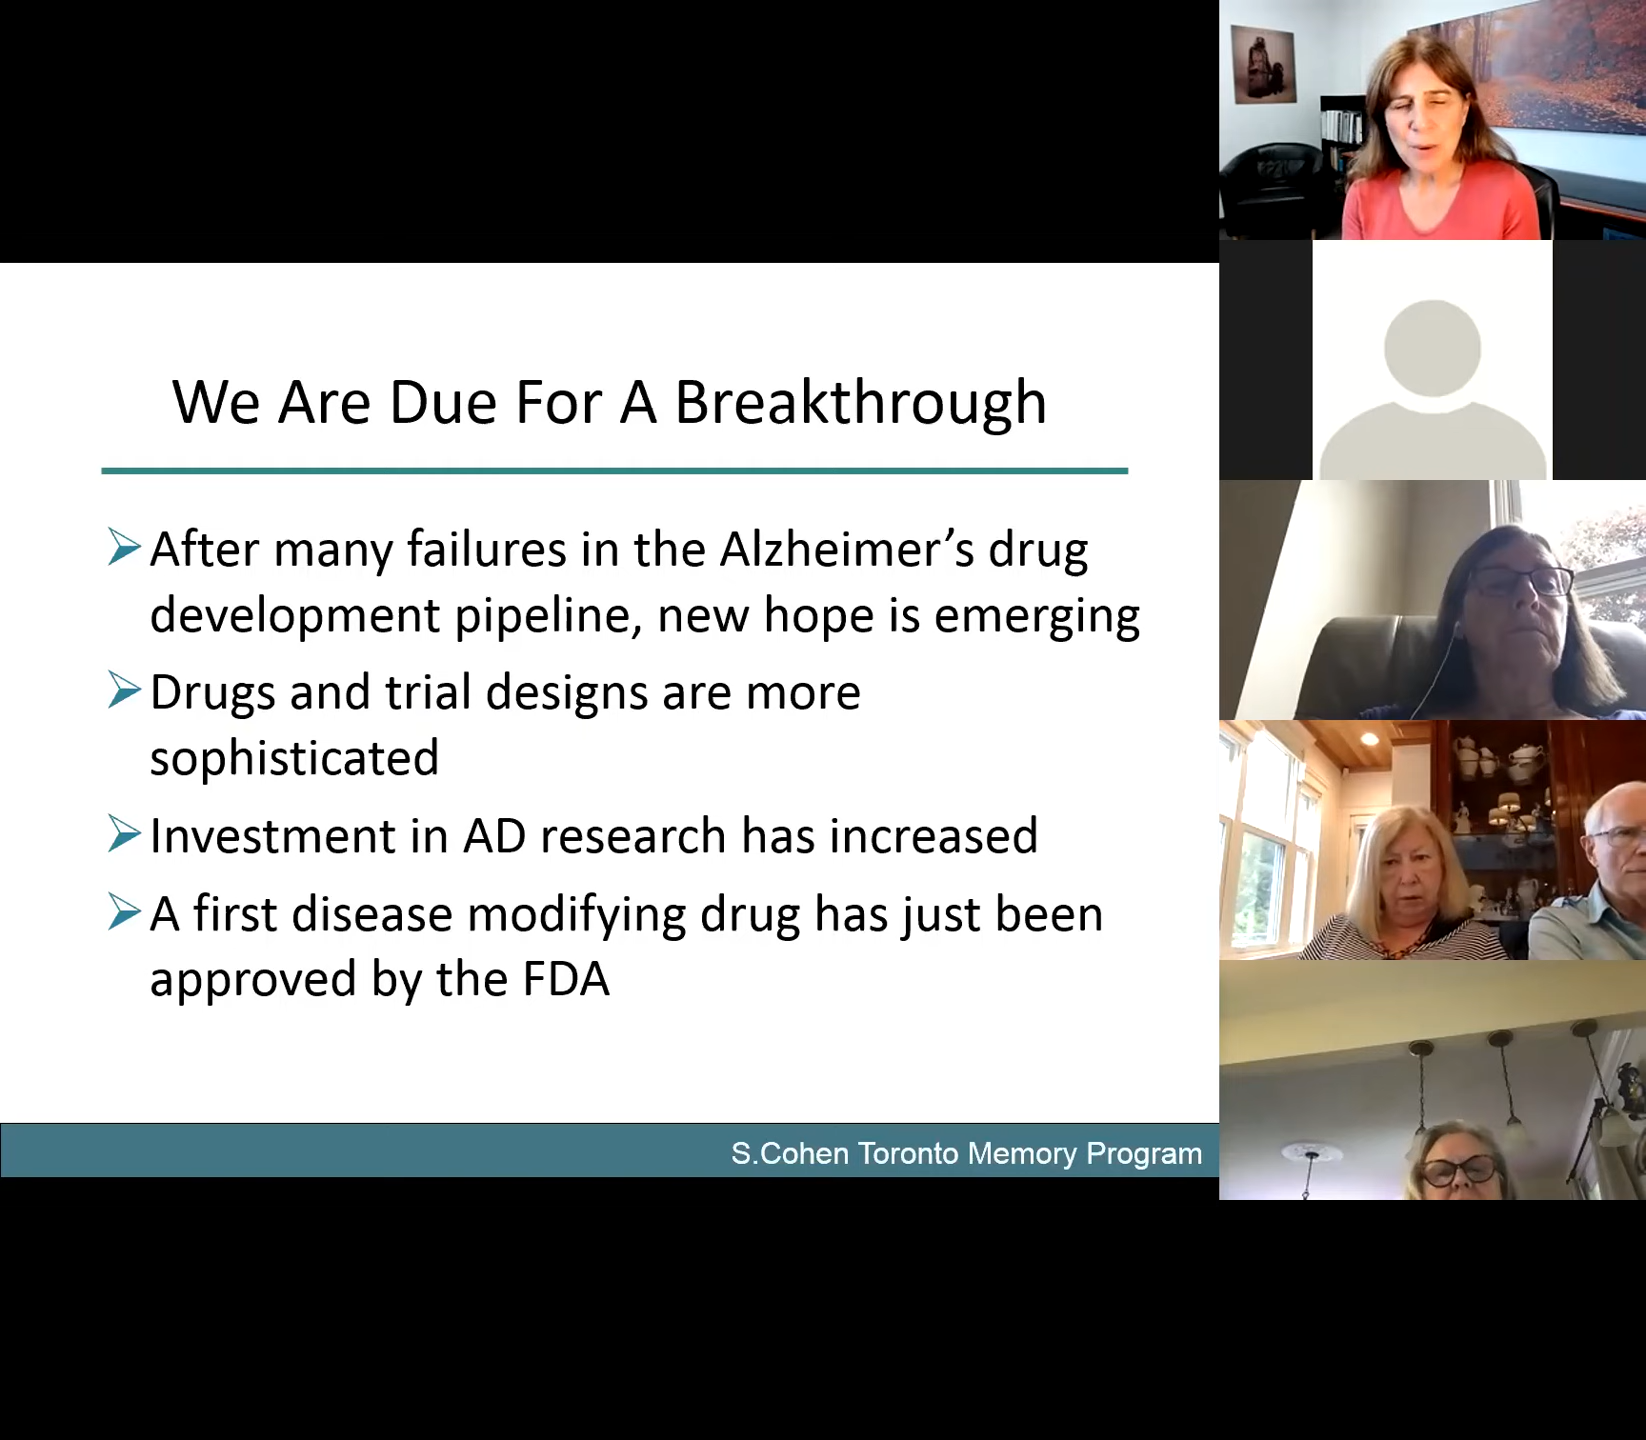 We Are Due For A Breakthrough
After many failures in the Alzheimer’s drug
development pipeline, new hope is emerging
Drugs and trial designs are more
sophisticated
Investment in AD research has increased
A first disease modifying drug has just been
approved by the FDA
S.Cohen Toronto Memory Program